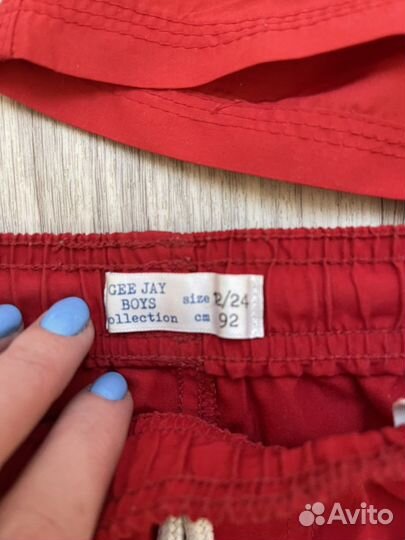 GEE JAY
BOYS size 12/24
ollection cm 92
Avito